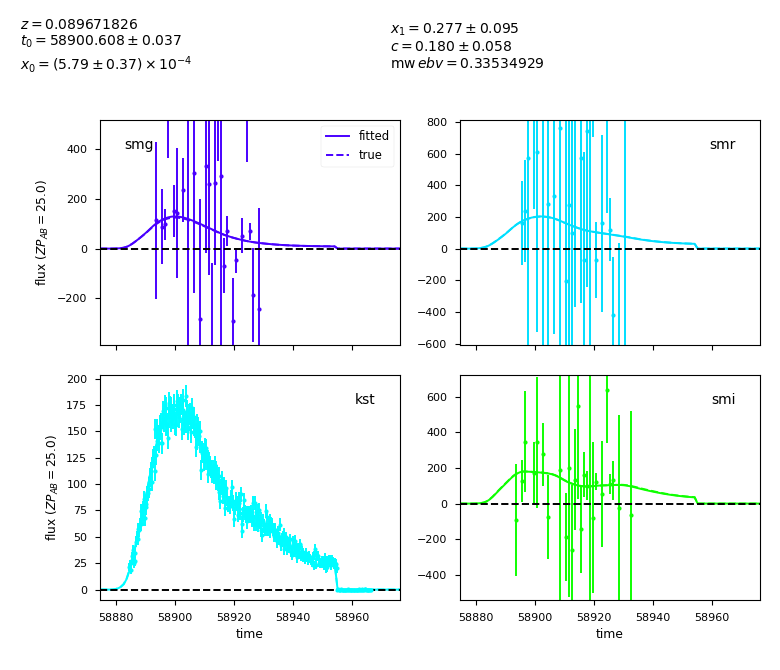 z = 0.089671826
t₀ = 58900.608 ± 0.037
x₀ = (5.79 ± 0.37) × 10⁻⁴
x₁ = 0.277 ± 0.095
c = 0.180 ± 0.058
mw ebv = 0.33534929
smg
fitted
true
400
200
0
−200
flux (ZP_AB = 25.0)
smr
800
600
400
200
0
−200
−400
−600
kst
200
175
150
125
100
75
50
25
0
flux (ZP_AB = 25.0)
58880 58900 58920 58940 58960
time
smi
600
400
200
0
−200
−400
58880 58900 58920 58940 58960
time